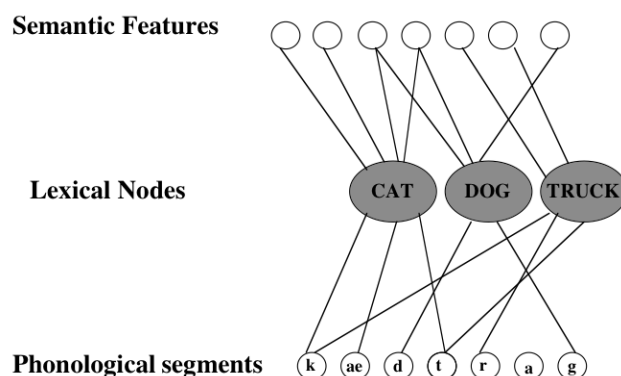 Semantic Features
Lexical Nodes
CAT DOG TRUCK
Phonological segments
k ae d t r a g